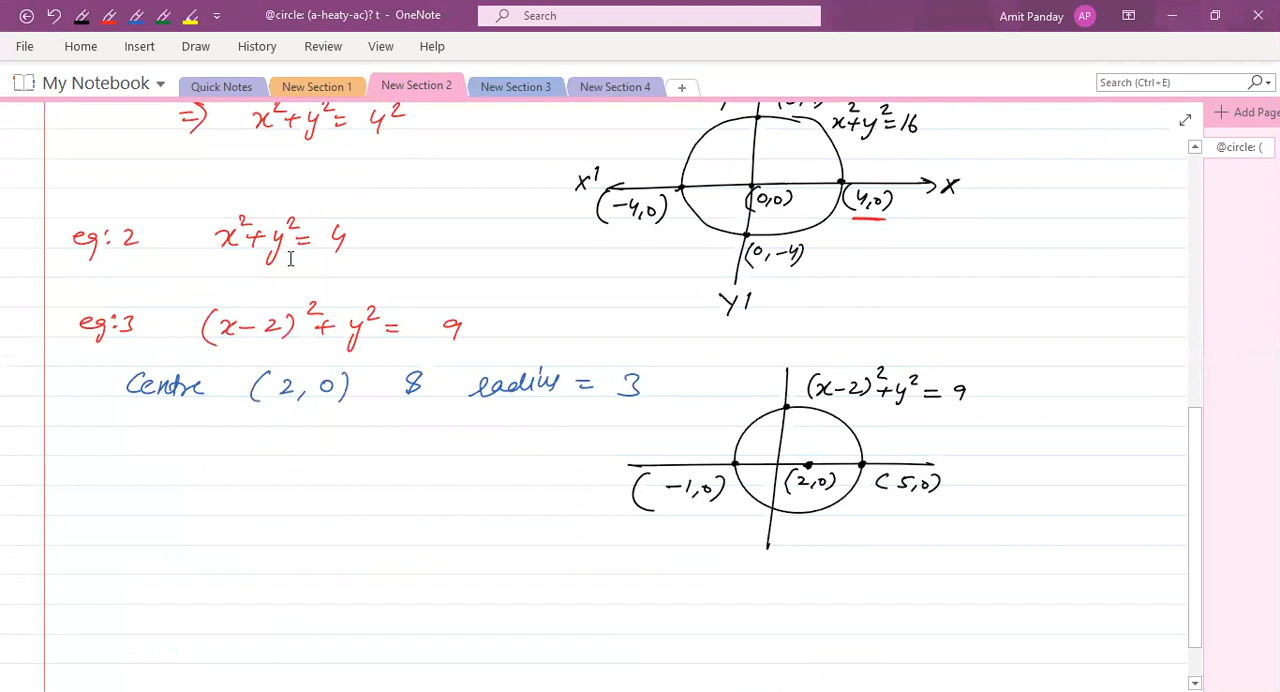 @circle: (a-heaty-ac)? t - OneNote
Search
Amit Panday
AP
File Home Insert Draw History Review View Help
My Notebook
Quick Notes
New Section 1
New Section 2
New Section 3
New Section 4
Search (Ctrl+E)
Add Page
@circle: (
=) x²+y²= 4²
x²+y²=16
X'
X
(-4,0)
(0,0)
(4,0)
(0,-4)
Y'
eg: 2 x²+y²= 4
eg:3 (x-2)²+y²= 9
Centre (2,0) & radius = 3
(x-2)²+y²= 9
(-1,0)
(2,0)
(5,0)